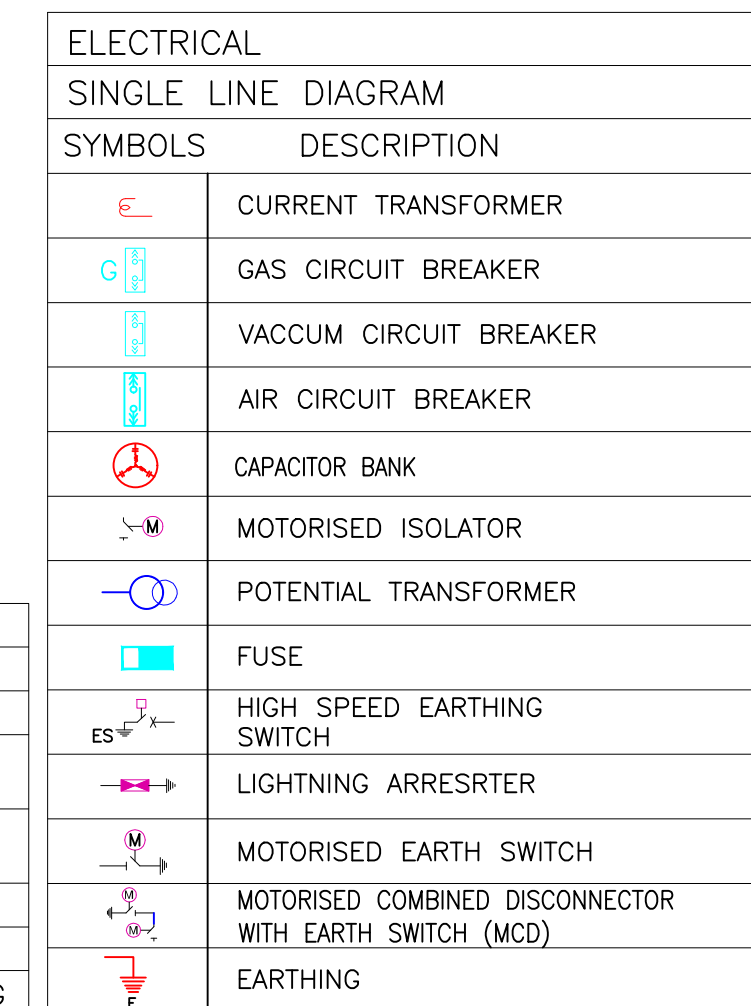 ELECTRICAL
SINGLE LINE DIAGRAM
SYMBOLS DESCRIPTION
CURRENT TRANSFORMER
G GAS CIRCUIT BREAKER
VACCUM CIRCUIT BREAKER
AIR CIRCUIT BREAKER
CAPACITOR BANK
M MOTORISED ISOLATOR
POTENTIAL TRANSFORMER
FUSE
HIGH SPEED EARTHING
ES SWITCH
LIGHTNING ARRESRTER
M MOTORISED EARTH SWITCH
M MOTORISED COMBINED DISCONNECTOR
M WITH EARTH SWITCH (MCD)
EARTHING